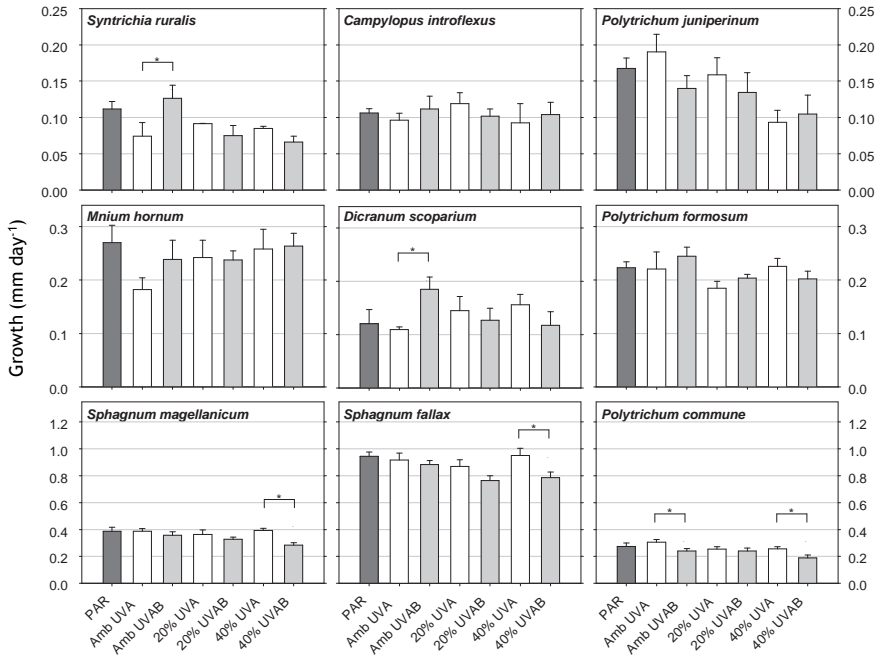 Syntrichia ruralis
Campylopus introflexus
Polytrichum juniperinum
0.25
0.20
0.15
0.10
0.05
0.00
*
0.25
0.20
0.15
0.10
0.05
0.00
Mnium hornum
Dicranum scoparium
Polytrichum formosum
0.3
0.2
0.1
0.0
*
0.3
0.2
0.1
0.0
Growth (mm day-1)
Sphagnum magellanicum
Sphagnum fallax
Polytrichum commune
1.2
1.0
0.8
0.6
0.4
0.2
0.0
*
*
*
*
1.2
1.0
0.8
0.6
0.4
0.2
0.0
PAR
Amb UVA
Amb UVAB
20% UVA
20% UVAB
40% UVA
40% UVAB
PAR
Amb UVA
Amb UVAB
20% UVA
20% UVAB
40% UVA
40% UVAB
PAR
Amb UVA
Amb UVAB
20% UVA
20% UVAB
40% UVA
40% UVAB